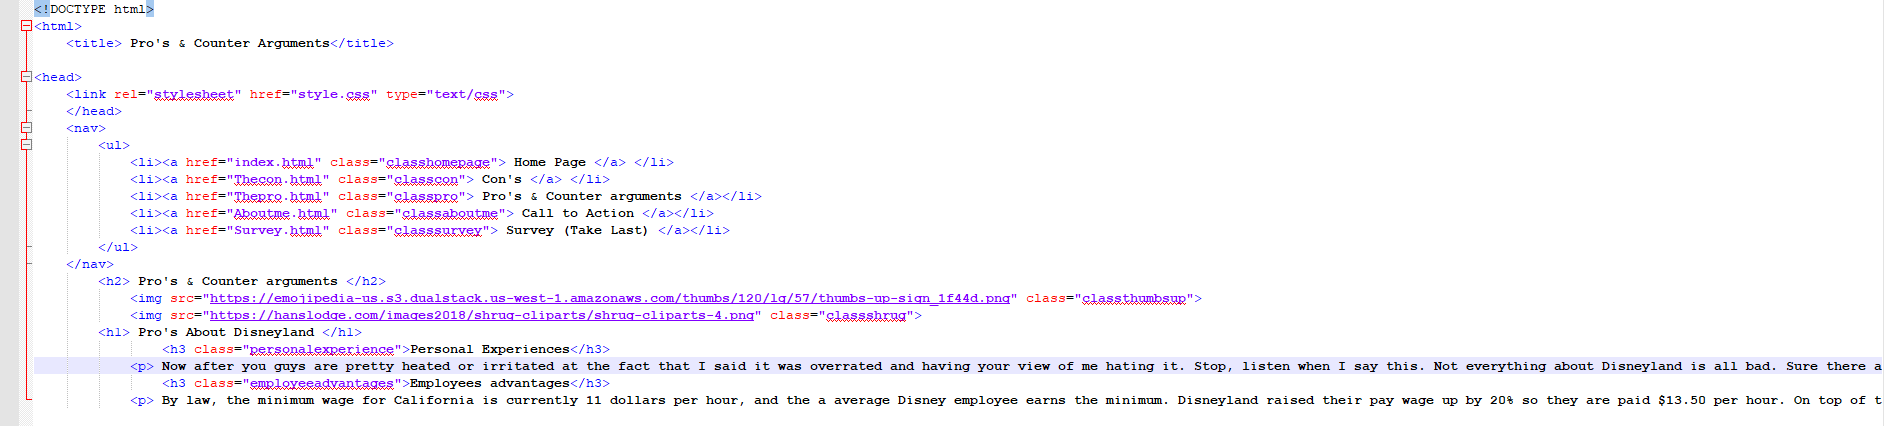 <!DOCTYPE html>
<html>
<title> Pro's & Counter Arguments</title>
<head>
<link rel="stylesheet" href="style.css" type="text/css">
</head>
<nav>
<ul>
<li><a href="index.html" class="classhomepage"> Home Page </a> </li>
<li><a href="Thecon.html" class="classcon"> Con's </a> </li>
<li><a href="Thepro.html" class="classpro"> Pro's & Counter arguments </a></li>
<li><a href="Aboutme.html" class="classaboutme"> Call to Action </a></li>
<li><a href="Survey.html" class="classsurvey"> Survey (Take Last) </a></li>
</ul>
</nav>
<h2> Pro's & Counter arguments </h2>
<img src="https://emojipedia-us.s3.dualstack.us-west-1.amazonaws.com/thumbs/120/lg/57/thumbs-up-sign_1f44d.png" class="classthumbsup">
<img src="https://hanslodge.com/images2018/shrug-cliparts/shrug-cliparts-4.png" class="classshrug">
<h1> Pro's About Disneyland </h1>
<h3 class="personalexperience">Personal Experiences</h3>
<p> Now after you guys are pretty heated or irritated at the fact that I said it was overrated and having your view of me hating it. Stop, listen when I say this. Not everything about Disneyland is all bad. Sure there a
<h3 class="employeeadvantages">Employees advantages</h3>
<p> By law, the minimum wage for California is currently 11 dollars per hour, and the a average Disney employee earns the minimum. Disneyland raised their pay wage up by 20% so they are paid $13.50 per hour. On top of t